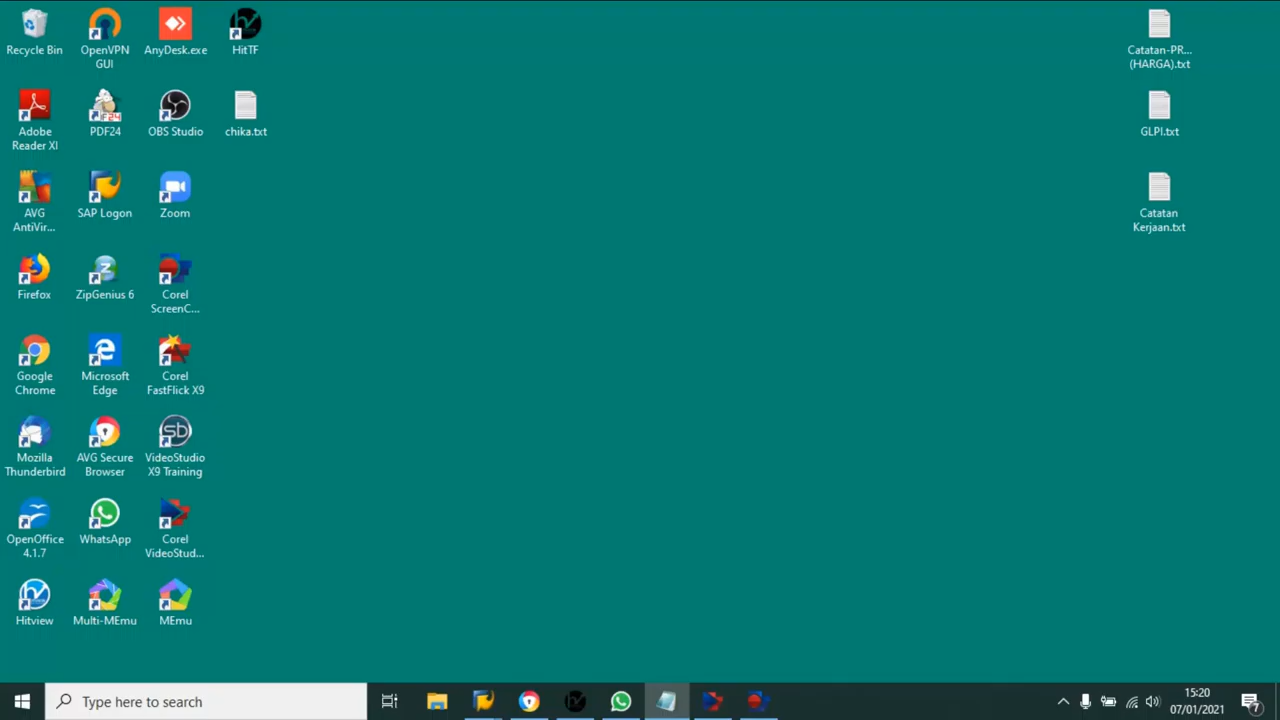 Recycle Bin
OpenVPN
GUI
AnyDesk.exe
HitTF
Adobe
Reader XI
PDF24
OBS Studio
chika.txt
AVG
AntiVir...
SAP Logon
Zoom
Firefox
ZipGenius 6
Corel
ScreenC...
Google
Chrome
Microsoft
Edge
Corel
FastFlick X9
Mozilla
Thunderbird
AVG Secure
Browser
VideoStudio
X9 Training
OpenOffice
4.1.7
WhatsApp
Corel
VideoStud...
Hitview
Multi-MEmu
MEmu
Catatan-PR...
(HARGA).txt
GLPI.txt
Catatan
Kerjaan.txt
Type here to search
15:20
07/01/2021
7